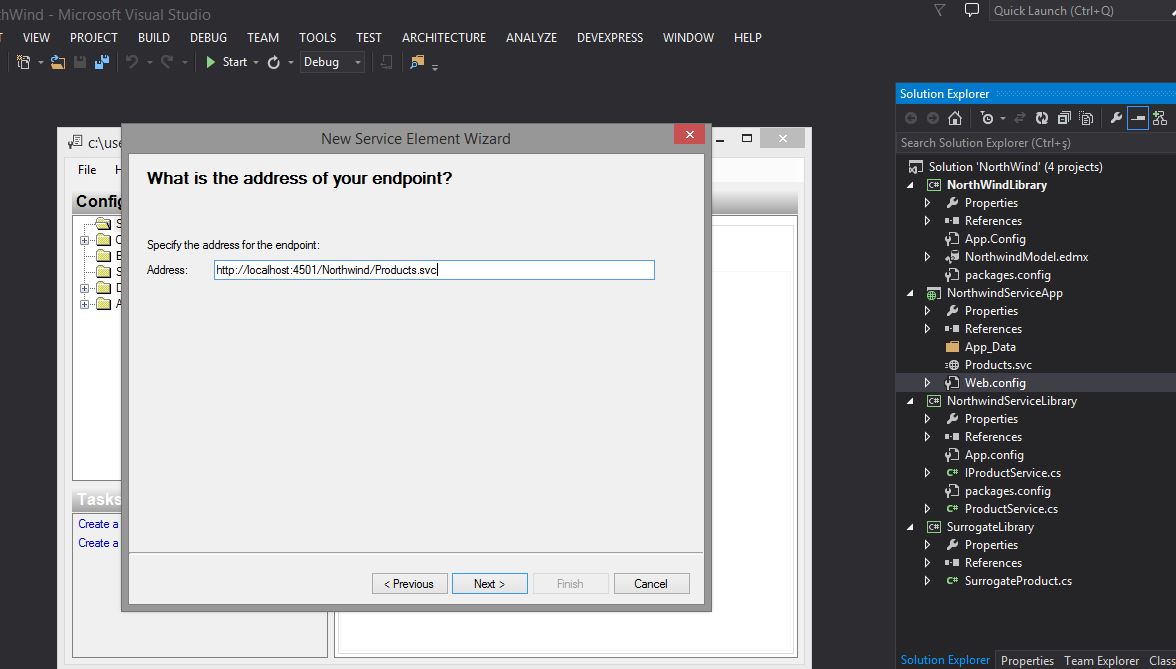 hWind - Microsoft Visual Studio
Quick Launch (Ctrl+Q)
VIEW PROJECT BUILD DEBUG TEAM TOOLS TEST ARCHITECTURE ANALYZE DEVEXPRESS WINDOW HELP
Start Debug
Solution Explorer
Search Solution Explorer (Ctrl+ş)
Solution 'NorthWind' (4 projects)
NorthWindLibrary
Properties
References
App.Config
NorthwindModel.edmx
packages.config
NorthwindServiceApp
Properties
References
App_Data
Products.svc
Web.config
NorthwindServiceLibrary
Properties
References
App.config
IProductService.cs
packages.config
ProductService.cs
SurrogateLibrary
Properties
References
SurrogateProduct.cs
Solution Explorer Properties Team Explorer Class
c:\use
File H
Config
S
C
B
S
D
A
Tasks
Create a
Create a
New Service Element Wizard
What is the address of your endpoint?
Specify the address for the endpoint:
Address: http://localhost:4501/Northwind/Products.svc
< Previous Next > Finish Cancel